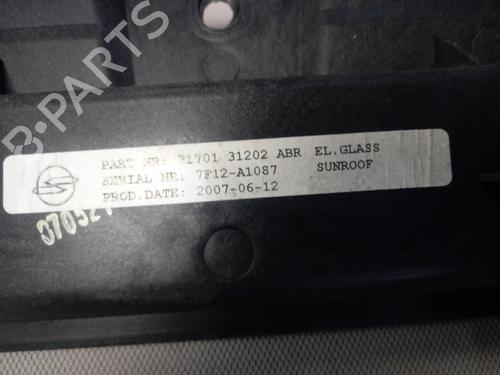 PART NR: 71701 31202 ABR EL.GLASS
SERIAL NR: 7F12-A1087 SUNROOF
PROD.DATE: 2007-06-12
B-PARTS